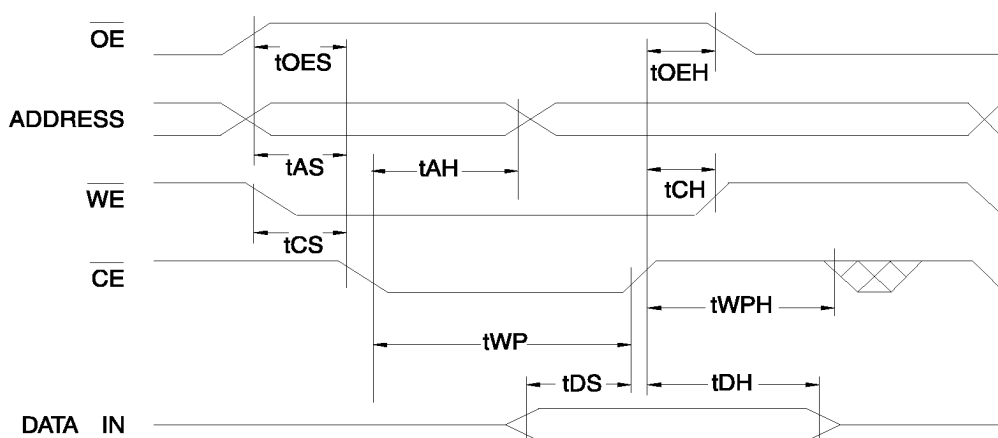 OE
tOES
tOEH
ADDRESS
tAS
tAH
tCH
WE
tCS
CE
tWPH
tWP
tDS
tDH
DATA IN